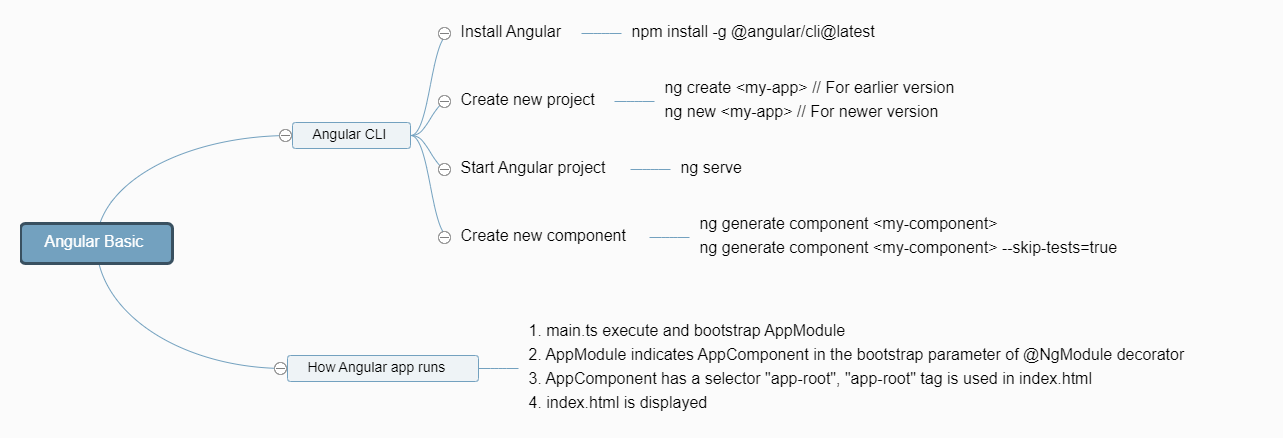 Install Angular
npm install -g @angular/cli@latest
Create new project
ng create <my-app> // For earlier version
ng new <my-app> // For newer version
Angular CLI
Start Angular project
ng serve
Create new component
ng generate component <my-component>
ng generate component <my-component> --skip-tests=true
Angular Basic
How Angular app runs
1. main.ts execute and bootstrap AppModule
2. AppModule indicates AppComponent in the bootstrap parameter of @NgModule decorator
3. AppComponent has a selector "app-root", "app-root" tag is used in index.html
4. index.html is displayed